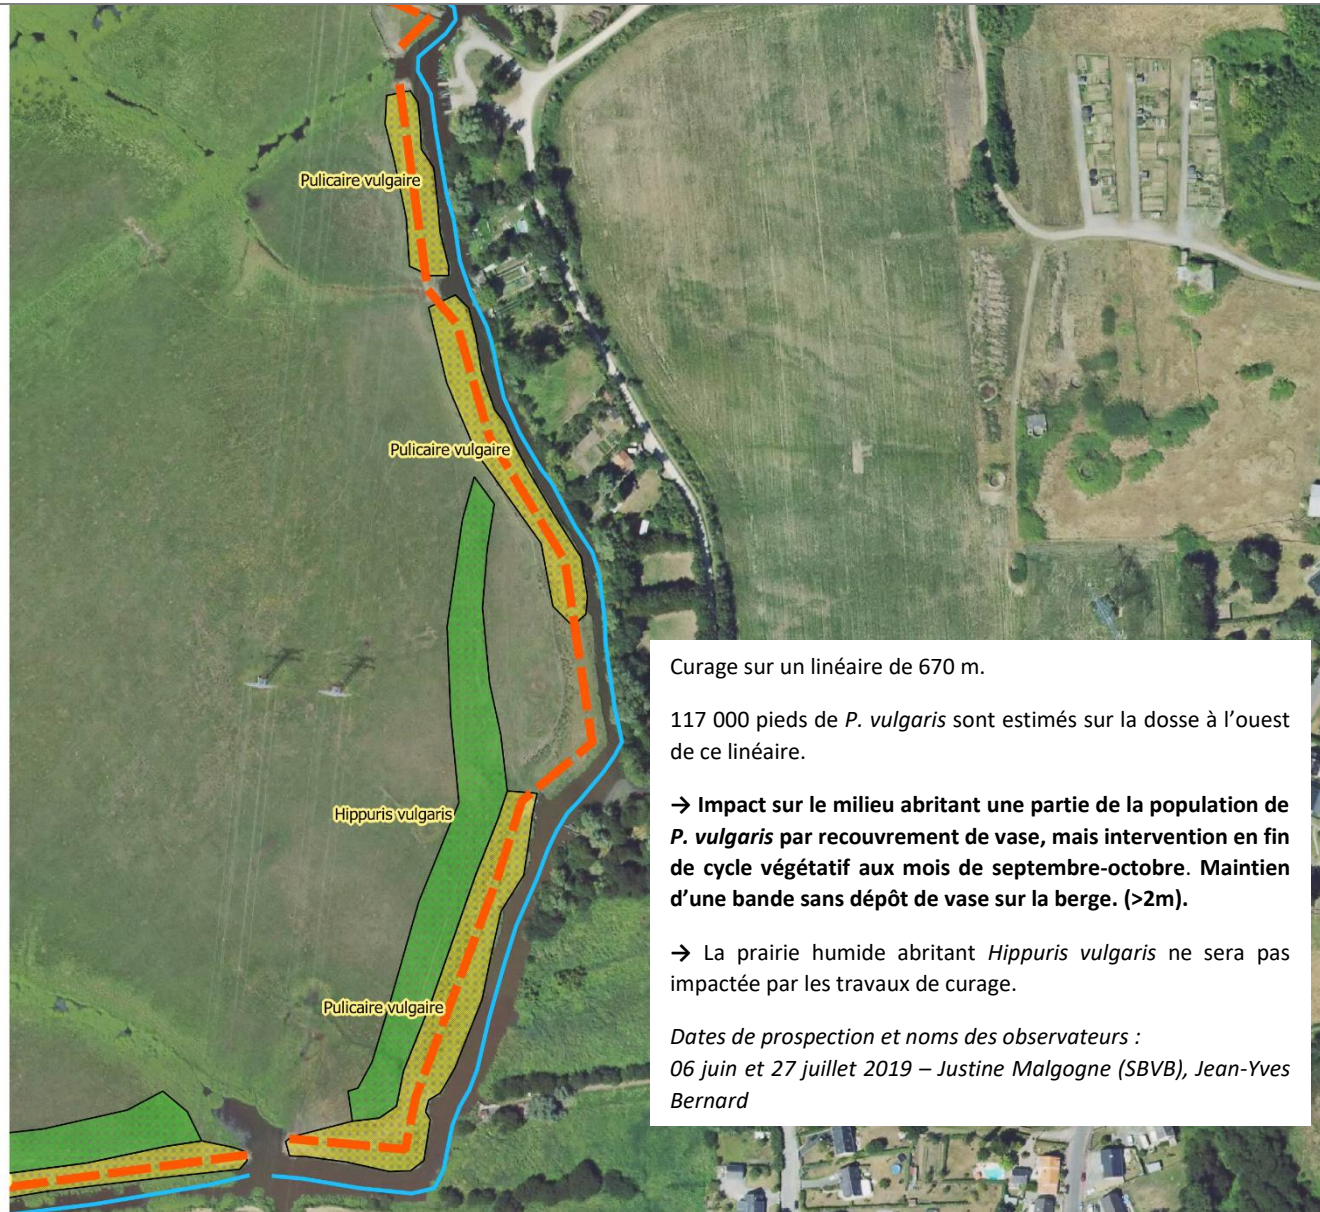 Pulicaire vulgaire
Pulicaire vulgaire
Hippuris vulgaris
Pulicaire vulgaire
Curage sur un linéaire de 670 m.
117 000 pieds de P. vulgaris sont estimés sur la dosse à l’ouest
de ce linéaire.
→ Impact sur le milieu abritant une partie de la population de
P. vulgaris par recouvrement de vase, mais intervention en fin
de cycle végétatif aux mois de septembre-octobre. Maintien
d’une bande sans dépôt de vase sur la berge. (>2m).
→ La prairie humide abritant Hippuris vulgaris ne sera pas
impactée par les travaux de curage.
Dates de prospection et noms des observateurs :
06 juin et 27 juillet 2019 – Justine Malgogne (SBVB), Jean-Yves
Bernard